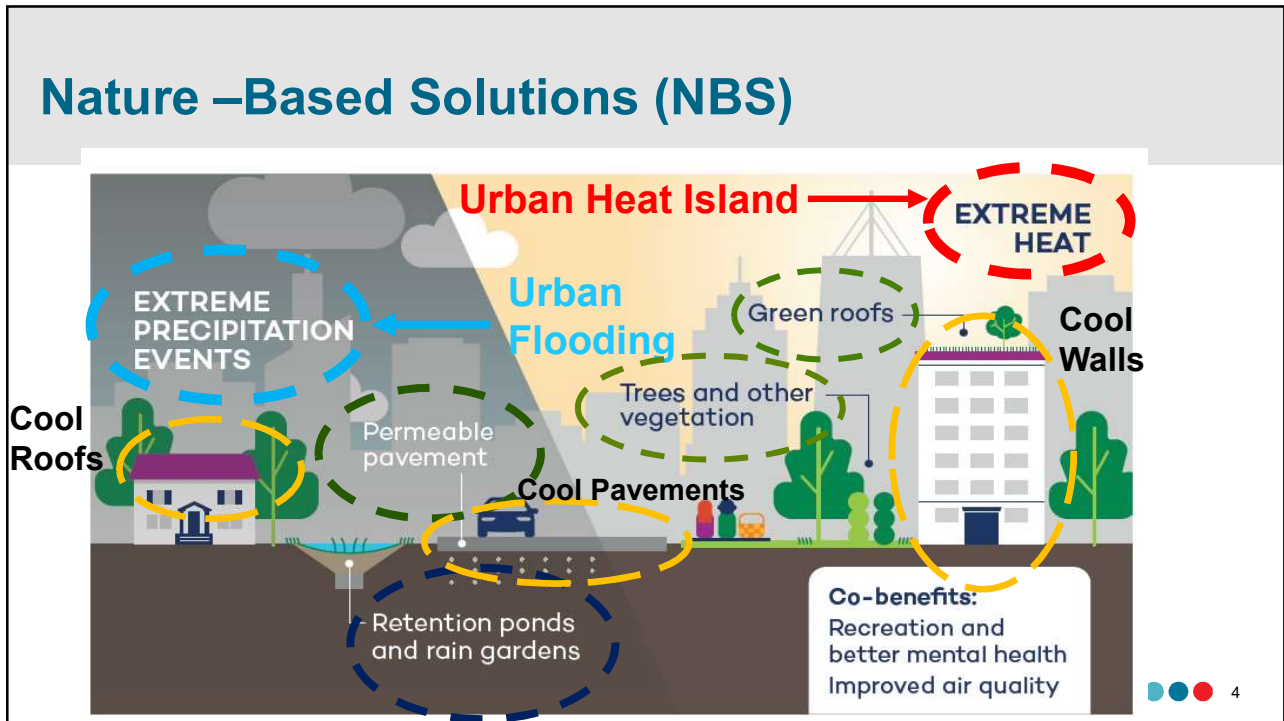 Nature –Based Solutions (NBS)
Urban Heat Island
EXTREME
HEAT
EXTREME
PRECIPITATION
EVENTS
Urban
Flooding
Green roofs
Cool
Walls
Trees and other
vegetation
Cool
Roofs
Permeable
pavement
Cool Pavements
Retention ponds
and rain gardens
Co-benefits:
Recreation and
better mental health
Improved air quality
4